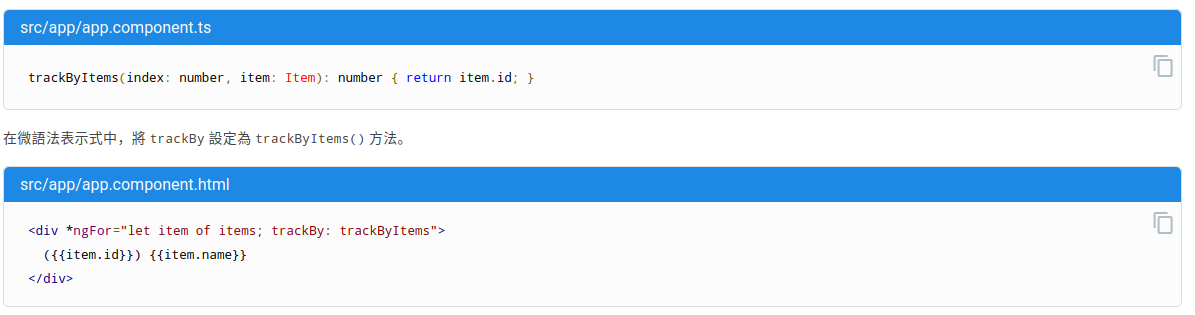 src/app/app.component.ts
trackByItems(index: number, item: Item): number { return item.id; }
在微語法表示式中，將 trackBy 設定為 trackByItems() 方法。
src/app/app.component.html
<div *ngFor="let item of items; trackBy: trackByItems">
({{item.id}}) {{item.name}}
</div>